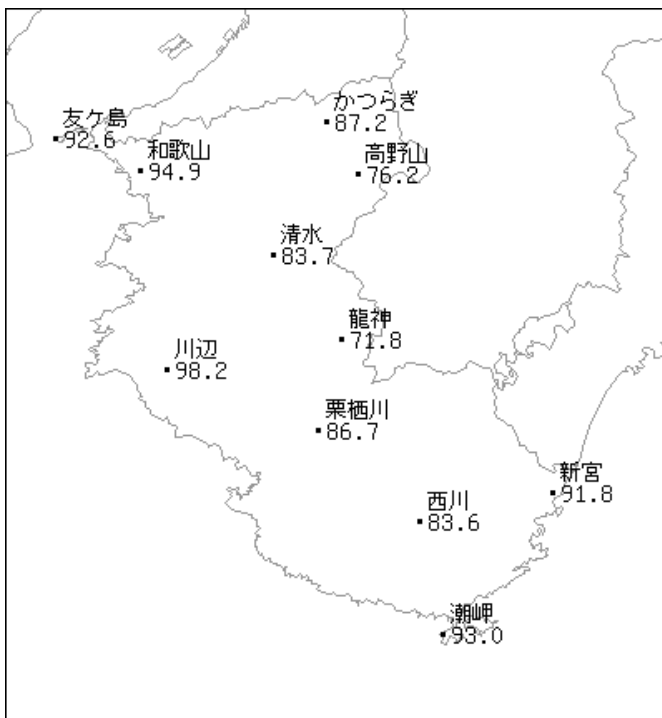 かつらぎ
87.2
友ケ島
92.6
和歌山
94.9
高野山
76.2
清水
83.7
龍神
71.8
川辺
98.2
栗栖川
86.7
新宮
91.8
西川
83.6
潮岬
93.0